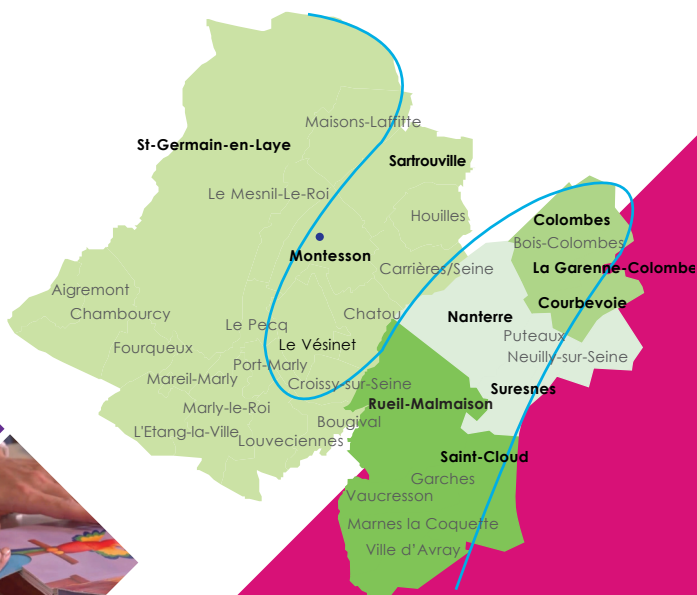 Maisons-Laffitte
St-Germain-en-Laye
Sartrouville
Le Mesnil-Le-Roi
Houilles
Colombes
Bois-Colombes
Montesson
Carrières/Seine
La Garenne-Colombe
Aigremont
Courbevoie
Chambourcy
Chatou
Nanterre
Le Pecq
Puteaux
Fourqueux
Le Vésinet
Neuilly-sur-Seine
Port-Marly
Mareil-Marly
Croissy-sur-Seine
Suresnes
Marly-le-Roi
Rueil-Malmaison
Bougival
L'Etang-la-Ville
Louveciennes
Saint-Cloud
Garches
Vaucresson
Marnes la Coquette
Ville d'Avray